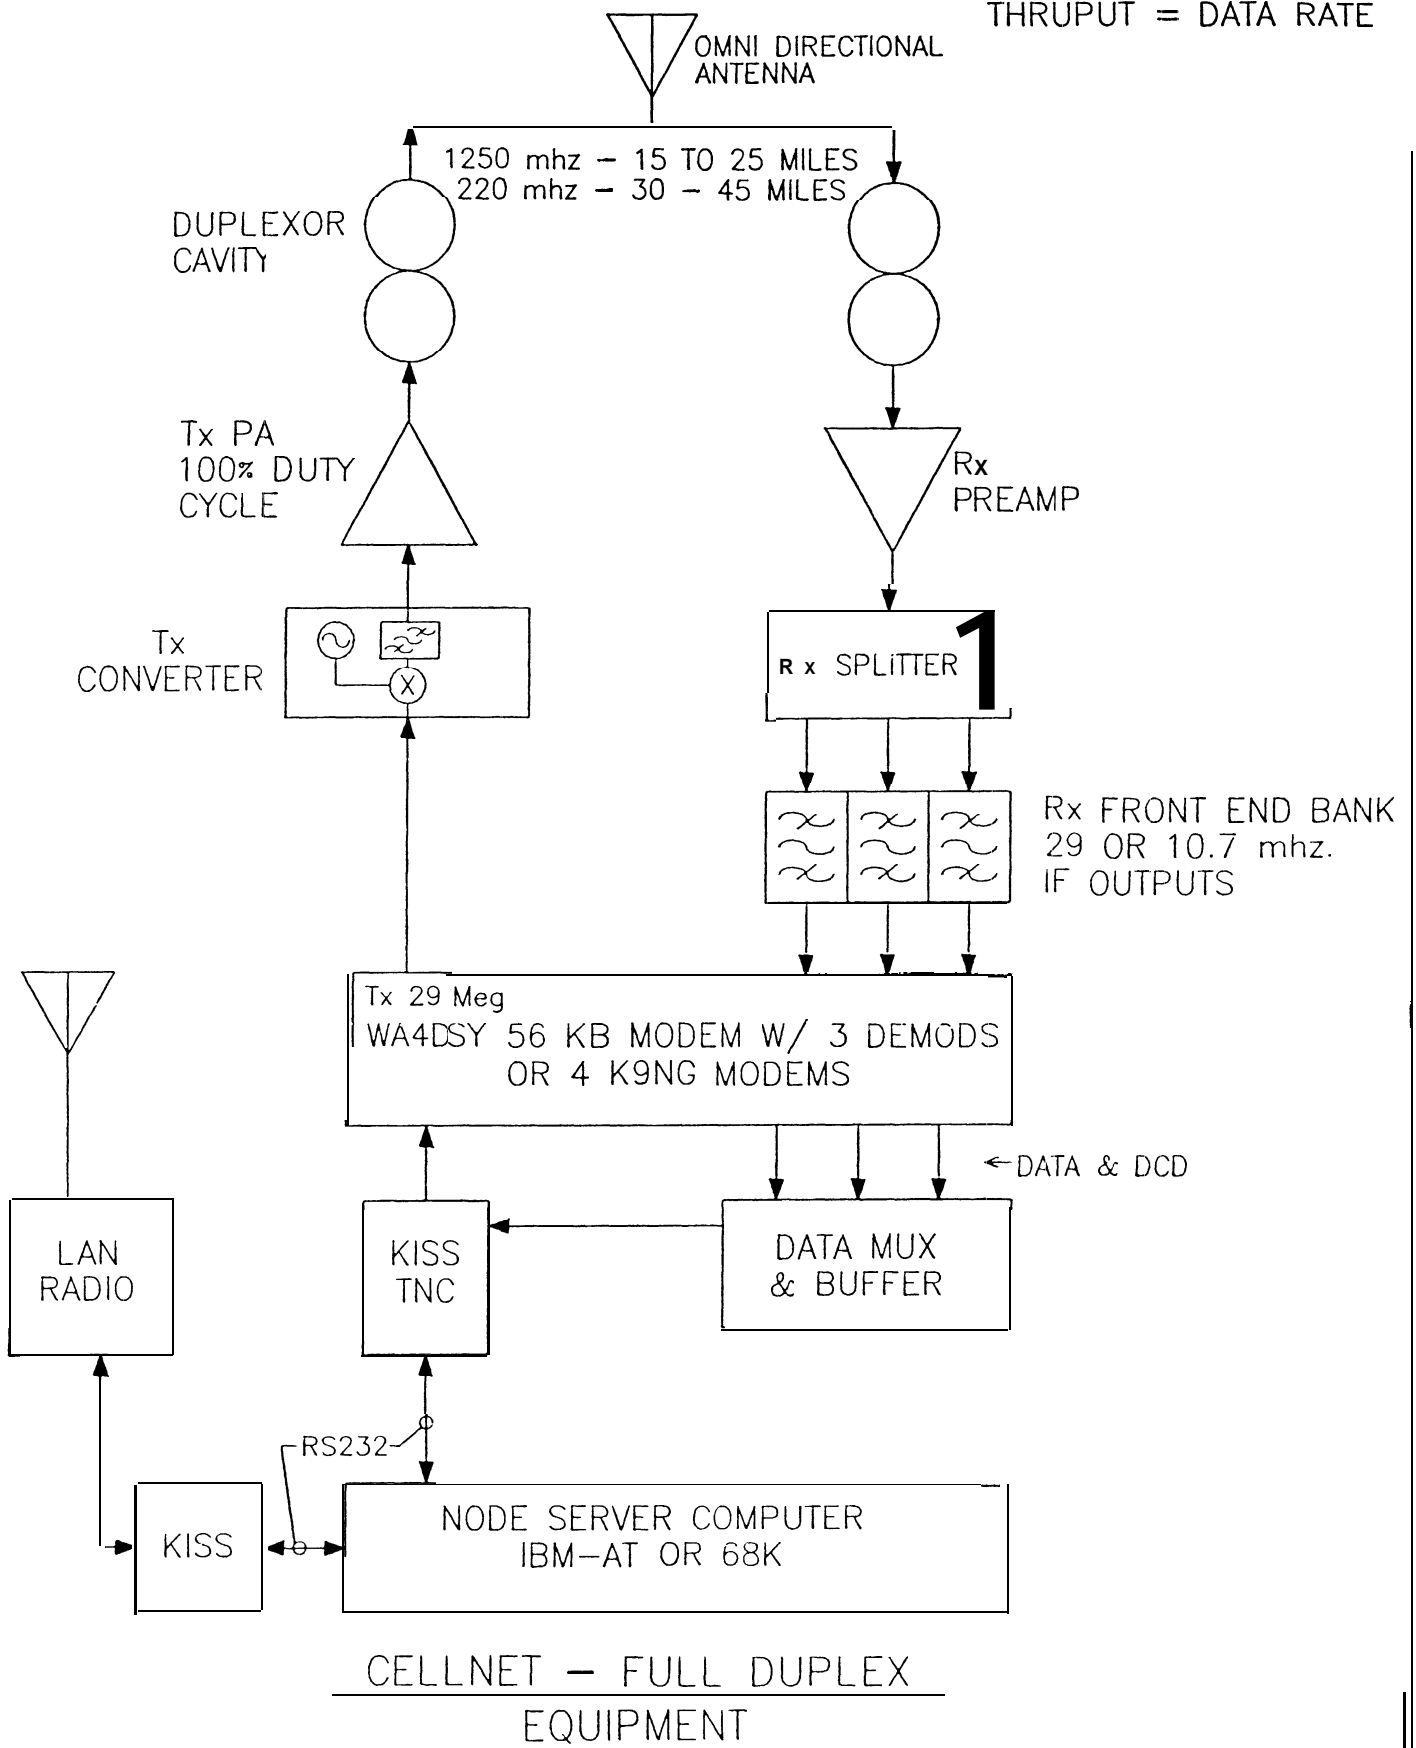 THRUPUT = DATA RATE
OMNI DIRECTIONAL
ANTENNA
1250 mhz – 15 TO 25 MILES
220 mhz – 30 – 45 MILES
DUPLEXOR
CAVITY
Tx PA
100% DUTY
CYCLE
Rx
PREAMP
Tx
CONVERTER
X
Rx SPLITTER
1
Rx FRONT END BANK
29 OR 10.7 mhz.
IF OUTPUTS
Tx 29 Meg
WA4DSY 56 KB MODEM W/ 3 DEMODS
OR 4 K9NG MODEMS
DATA & DCD
LAN
RADIO
KISS
TNC
DATA MUX
& BUFFER
RS232
KISS
NODE SERVER COMPUTER
IBM–AT OR 68K
CELLNET – FULL DUPLEX
EQUIPMENT